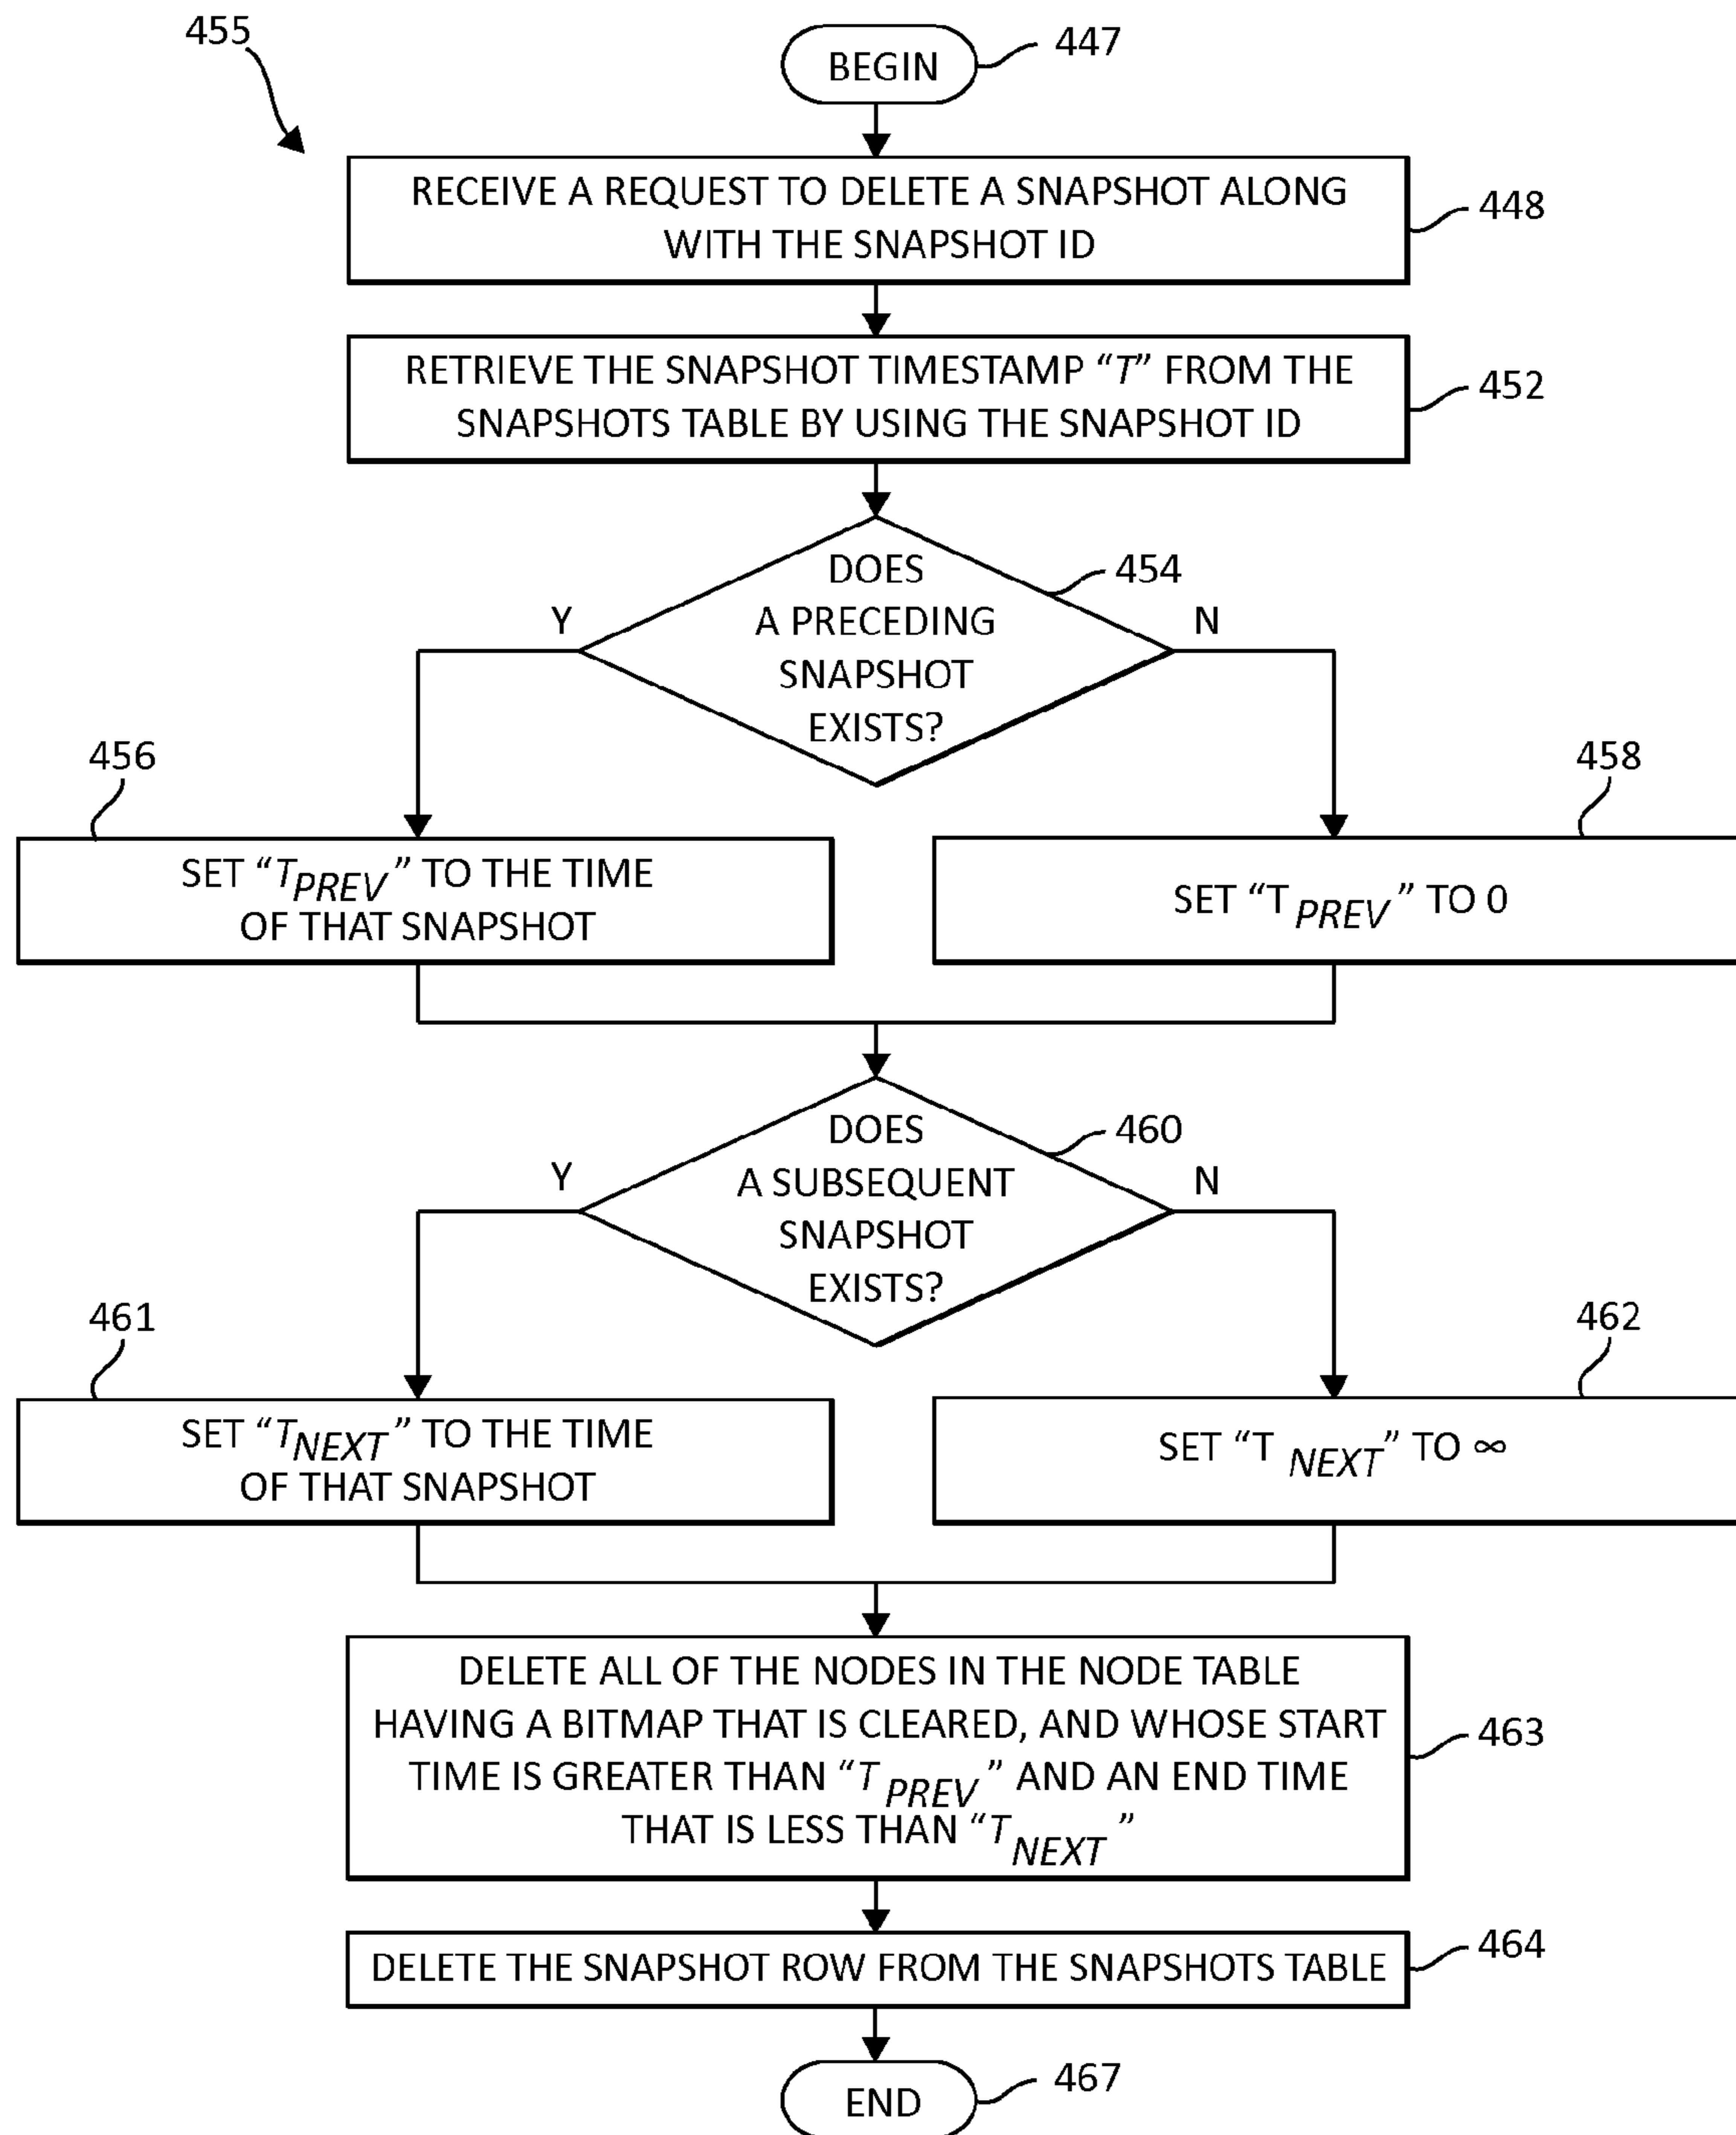 455
BEGIN
447
RECEIVE A REQUEST TO DELETE A SNAPSHOT ALONG
WITH THE SNAPSHOT ID
448
RETRIEVE THE SNAPSHOT TIMESTAMP “T” FROM THE
SNAPSHOTS TABLE BY USING THE SNAPSHOT ID
452
DOES
A PRECEDING
SNAPSHOT
EXISTS?
454
Y
N
456
SET “T PREV” TO THE TIME
OF THAT SNAPSHOT
458
SET “T PREV” TO 0
DOES
A SUBSEQUENT
SNAPSHOT
EXISTS?
460
Y
N
461
SET “T NEXT” TO THE TIME
OF THAT SNAPSHOT
462
SET “T NEXT” TO ∞
DELETE ALL OF THE NODES IN THE NODE TABLE
HAVING A BITMAP THAT IS CLEARED, AND WHOSE START
TIME IS GREATER THAN “T PREV” AND AN END TIME
THAT IS LESS THAN “T NEXT”
463
DELETE THE SNAPSHOT ROW FROM THE SNAPSHOTS TABLE
464
END
467